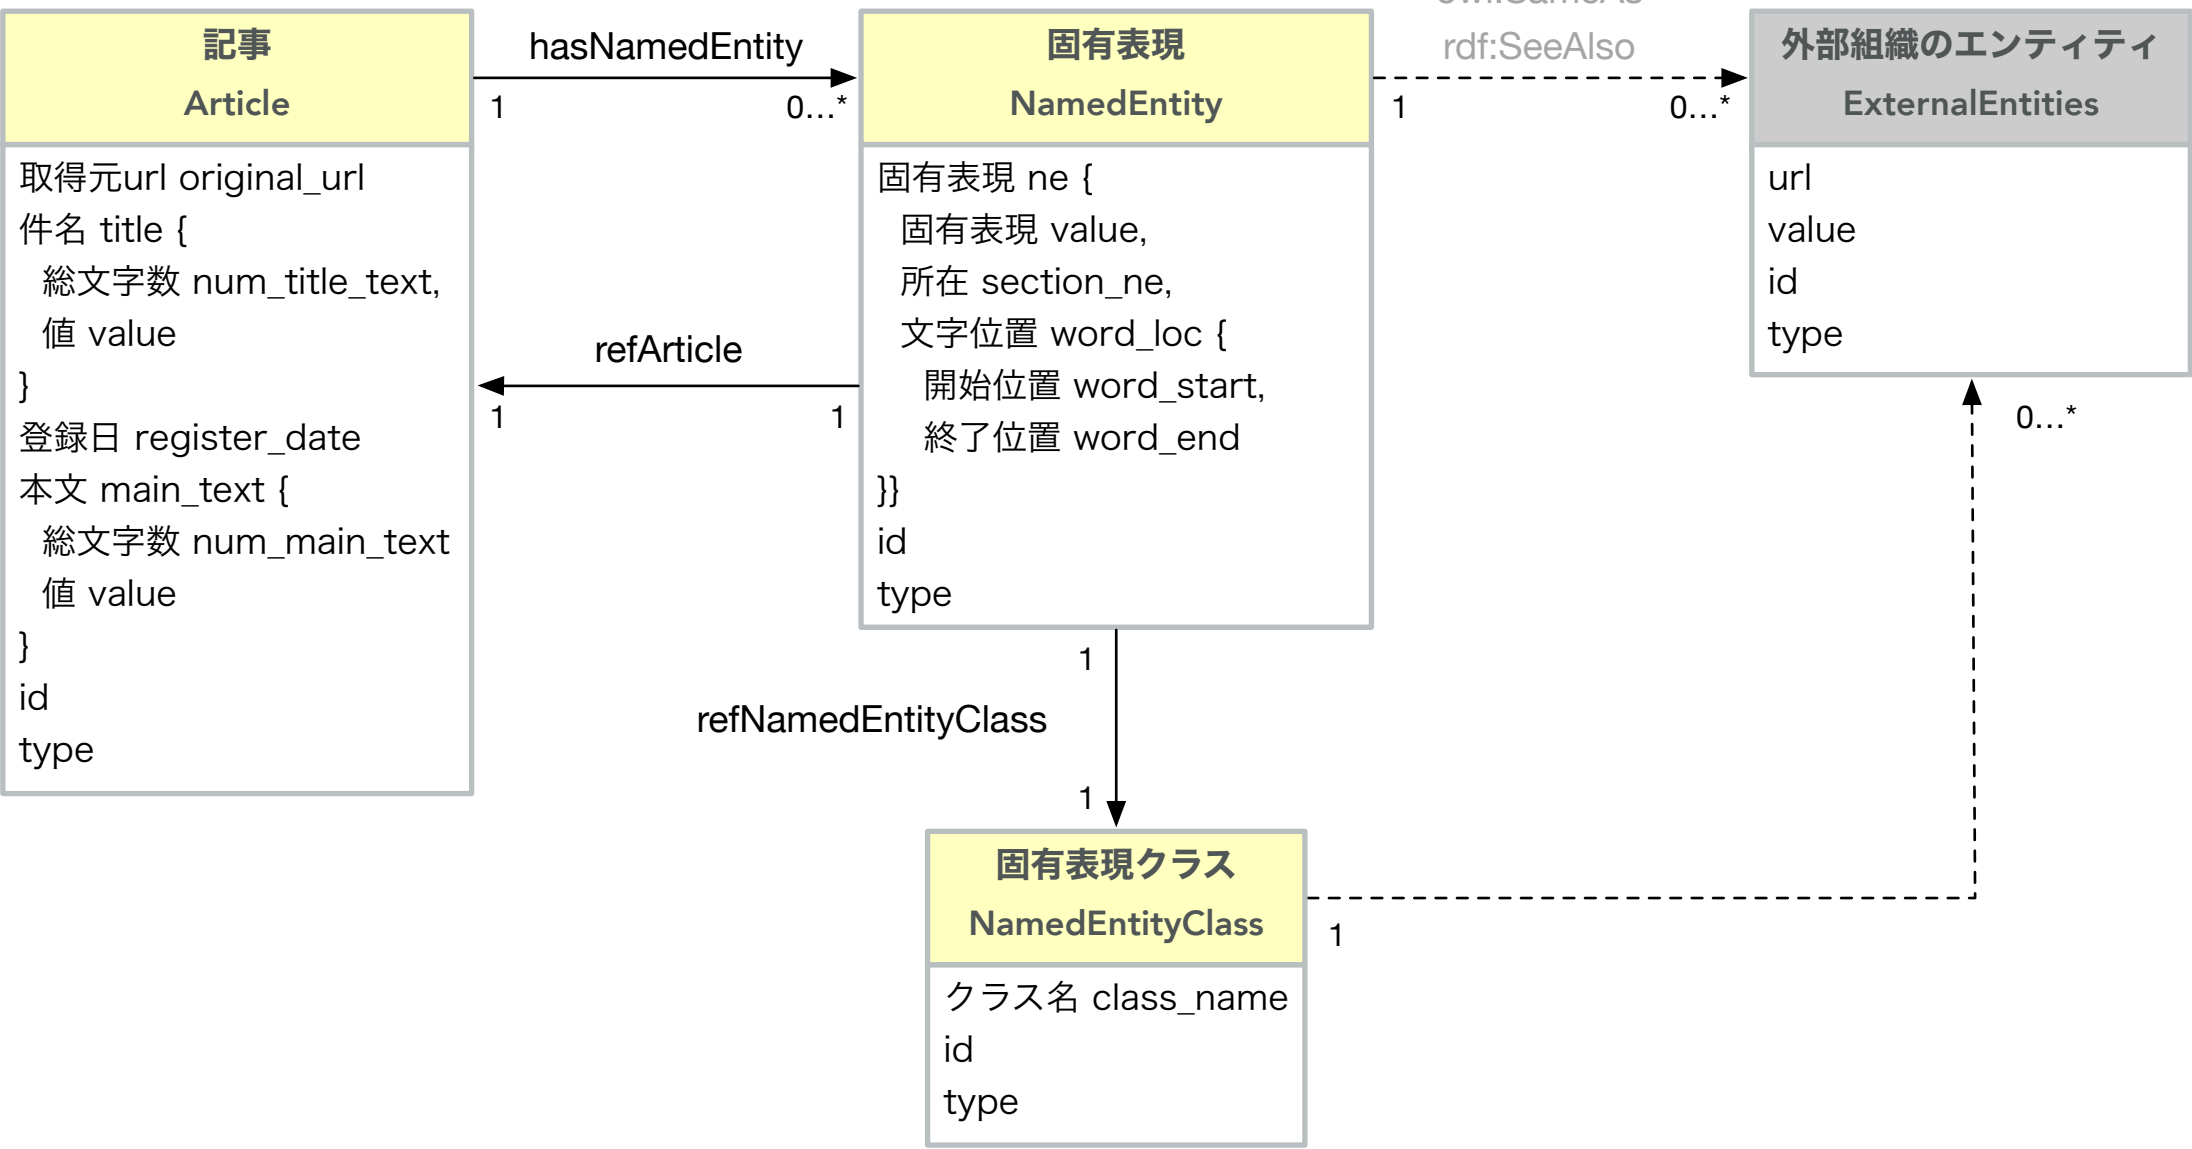 記事
Article
取得元url original_url
件名 title {
総文字数 num_title_text,
値 value
}
登録日 register_date
本文 main_text {
総文字数 num_main_text
値 value
}
id
type
hasNamedEntity
1
0...*
refArticle
1
1
固有表現
NamedEntity
固有表現 ne {
固有表現 value,
所在 section_ne,
文字位置 word_loc {
開始位置 word_start,
終了位置 word_end
}}
id
type
rdf:SeeAlso
1
0...*
外部組織のエンティティ
ExternalEntities
url
value
id
type
0...*
1
refNamedEntityClass
1
固有表現クラス
NamedEntityClass
1
クラス名 class_name
id
type